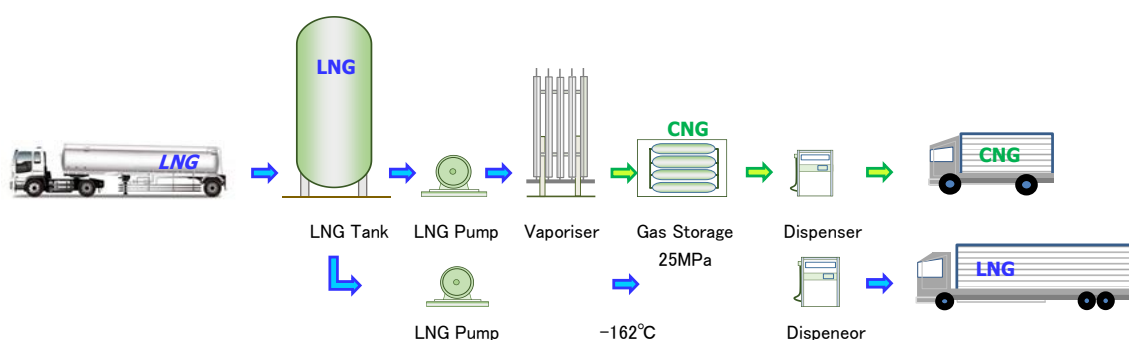 LNG
LNG
CNG
CNG
LNG Tank
LNG Pump
Vaporiser
Gas Storage
25MPa
Dispenser
LNG
LNG Pump
-162℃
Dispeneor